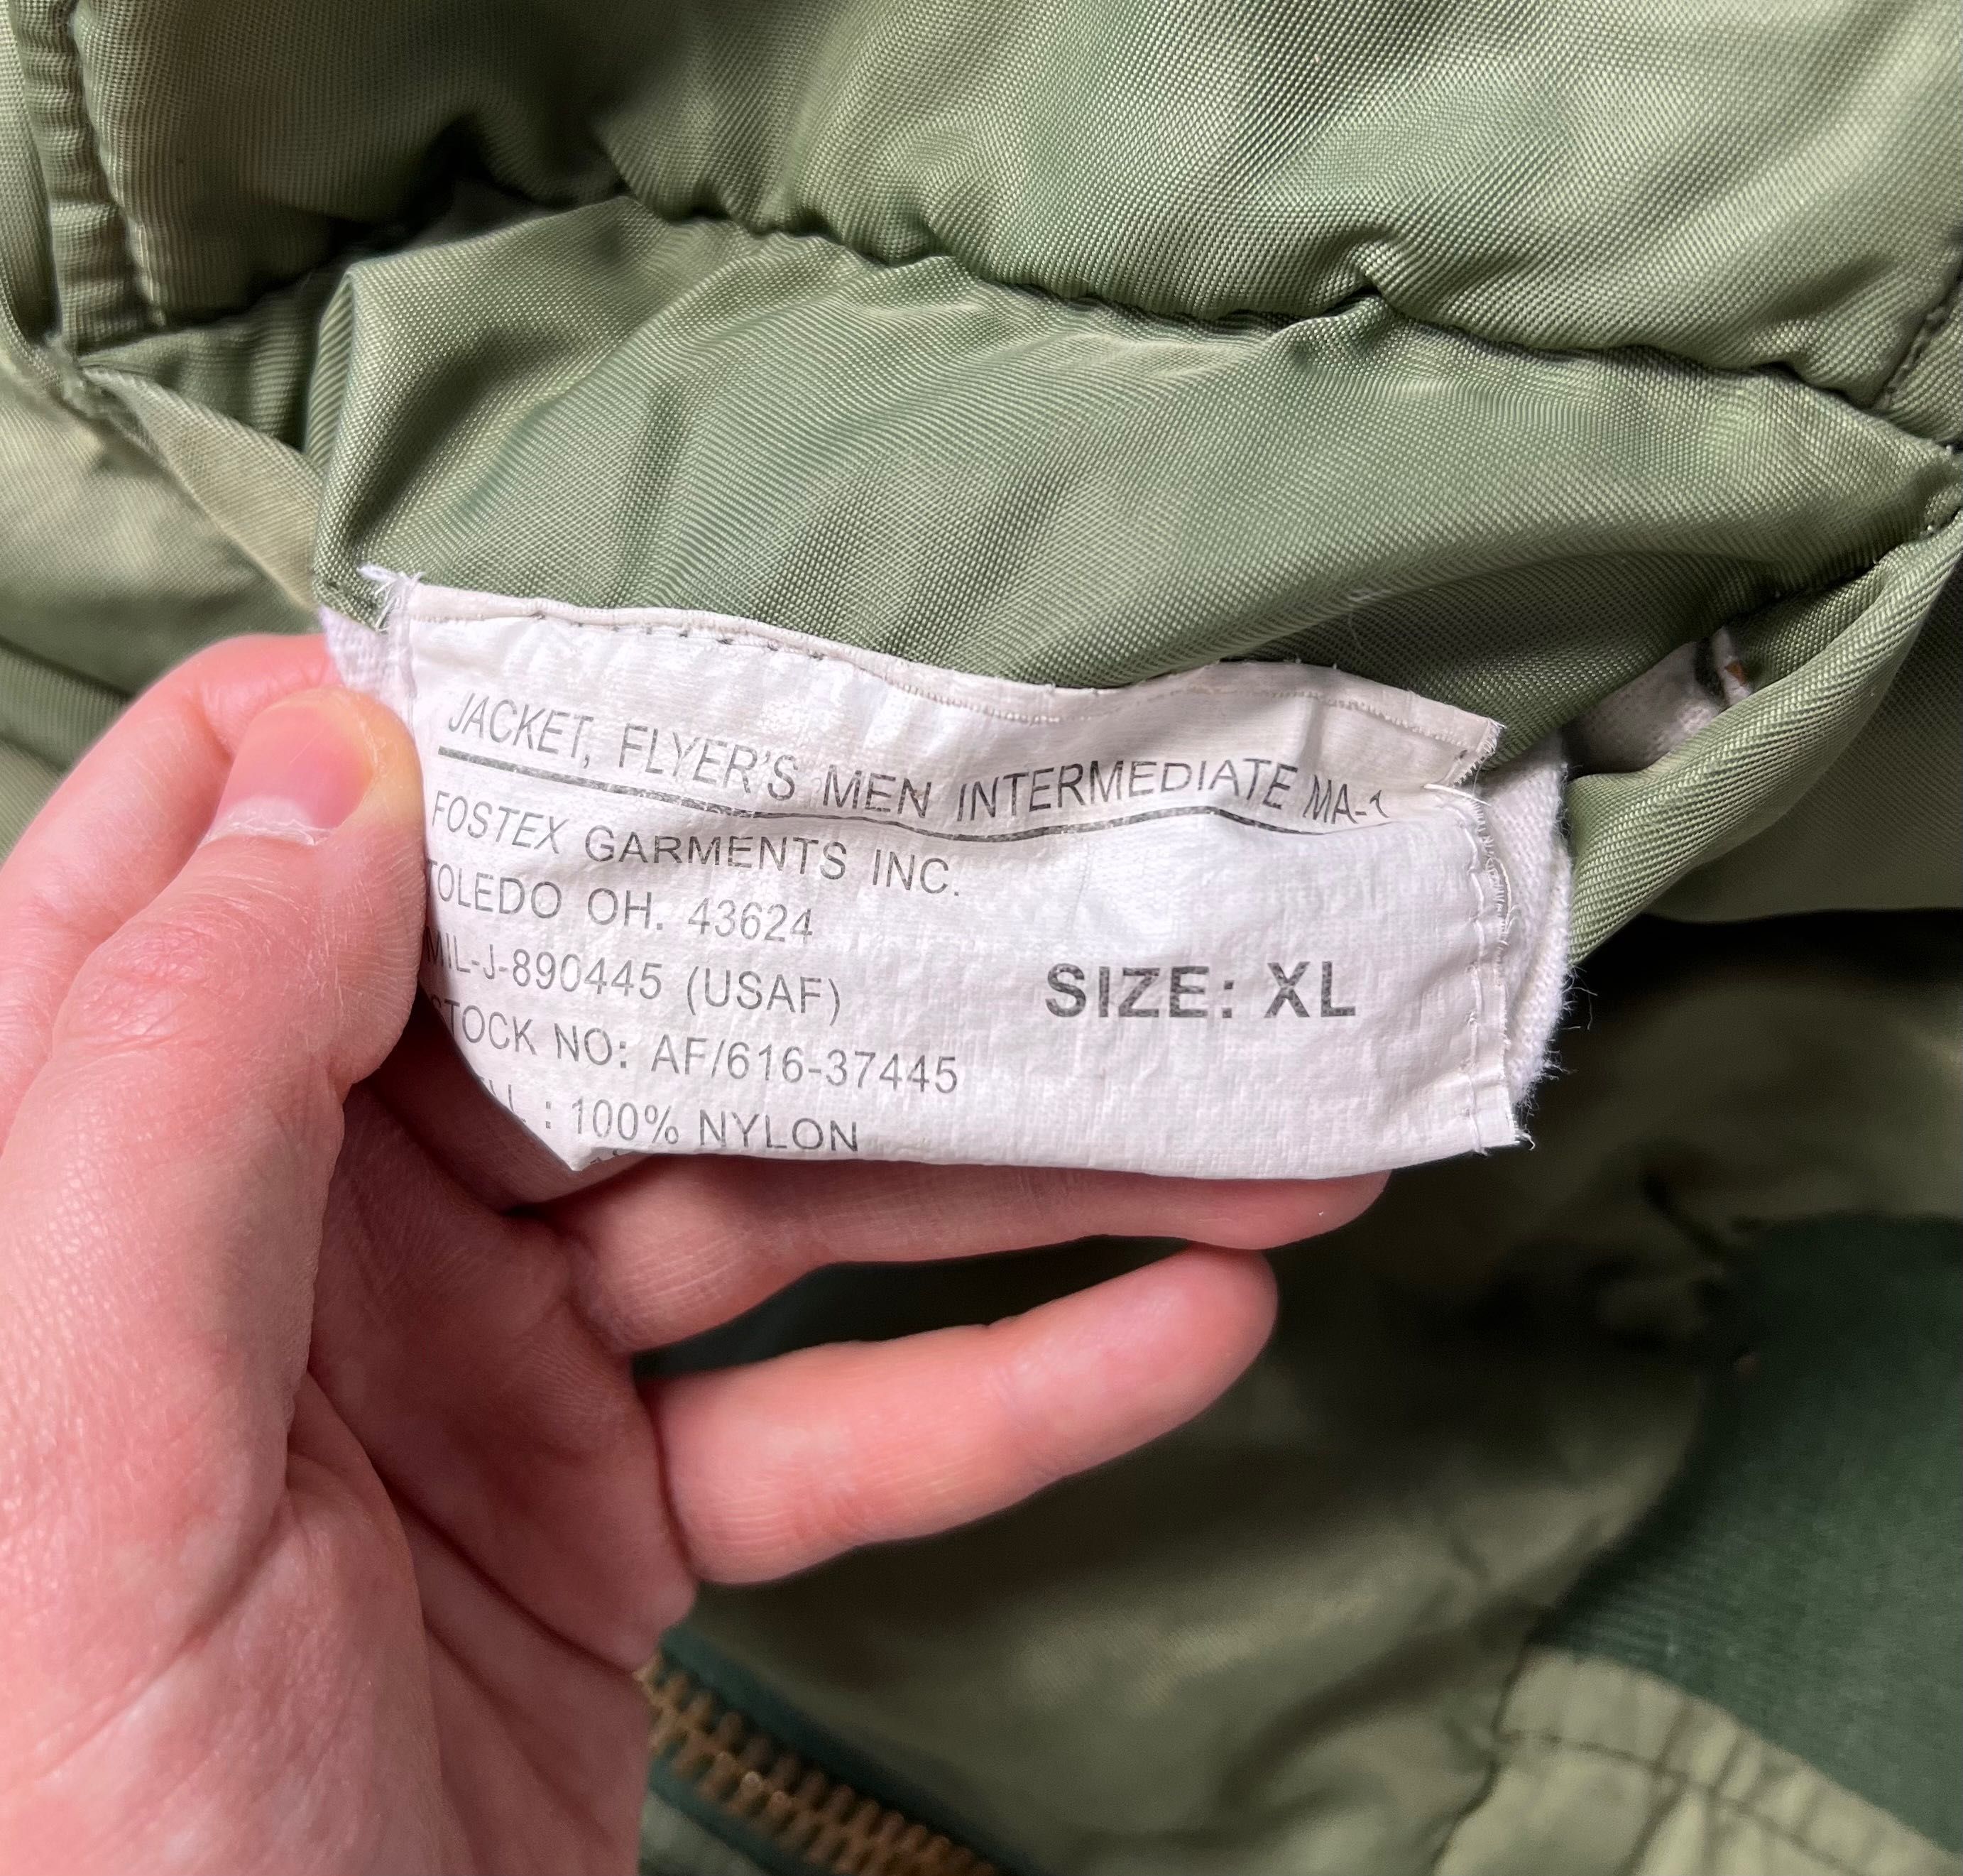 JACKET, FLYER'S MEN INTERMEDIATE MA-1
FOSTEX GARMENTS INC.
TOLEDO OH. 43624
MIL-J-890445 (USAF)
SIZE: XL
STOCK NO: AF/616-37445
: 100% NYLON